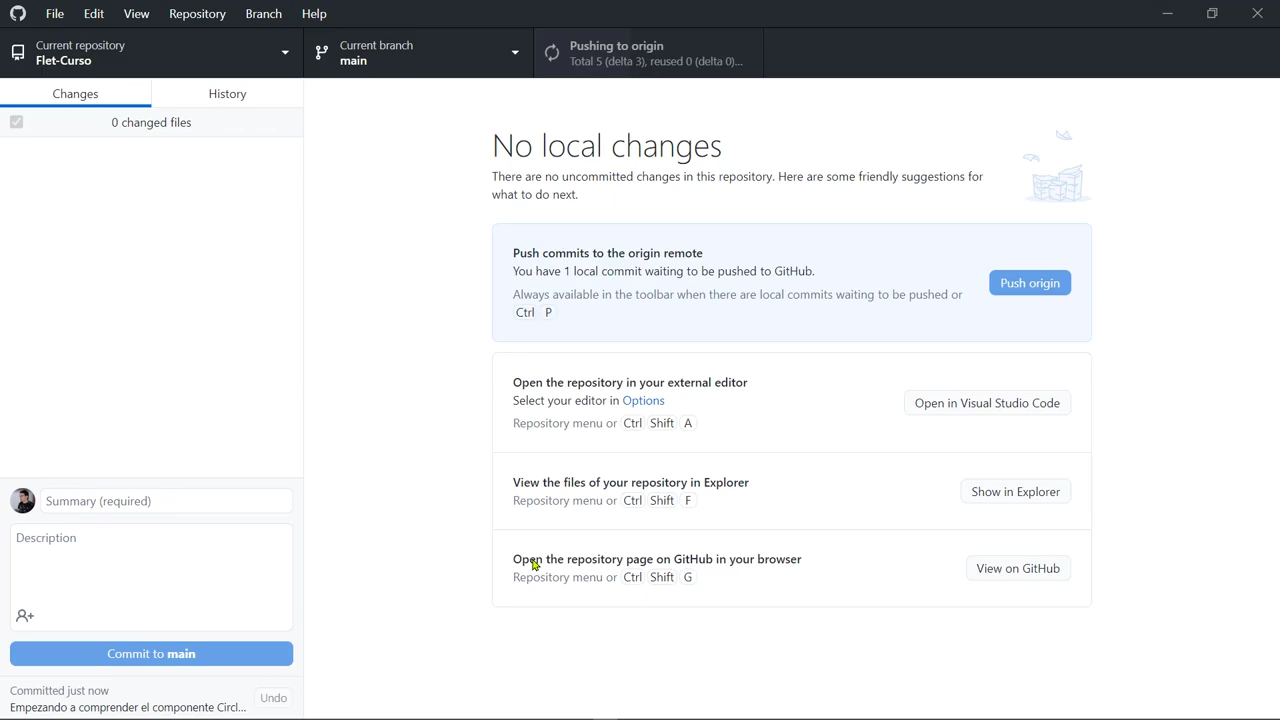 File Edit View Repository Branch Help
Current repository
Flet-Curso
Current branch
main
Pushing to origin
Total 5 (delta 3), reused 0 (delta 0)...
Changes
History
0 changed files
No local changes
There are no uncommitted changes in this repository. Here are some friendly suggestions for
what to do next.
Push commits to the origin remote
You have 1 local commit waiting to be pushed to GitHub.
Always available in the toolbar when there are local commits waiting to be pushed or
Ctrl P
Push origin
Open the repository in your external editor
Select your editor in Options
Repository menu or Ctrl Shift A
Open in Visual Studio Code
View the files of your repository in Explorer
Repository menu or Ctrl Shift F
Show in Explorer
Open the repository page on GitHub in your browser
Repository menu or Ctrl Shift G
View on GitHub
Summary (required)
Description
Commit to main
Committed just now
Empezando a comprender el componente Circl...
Undo